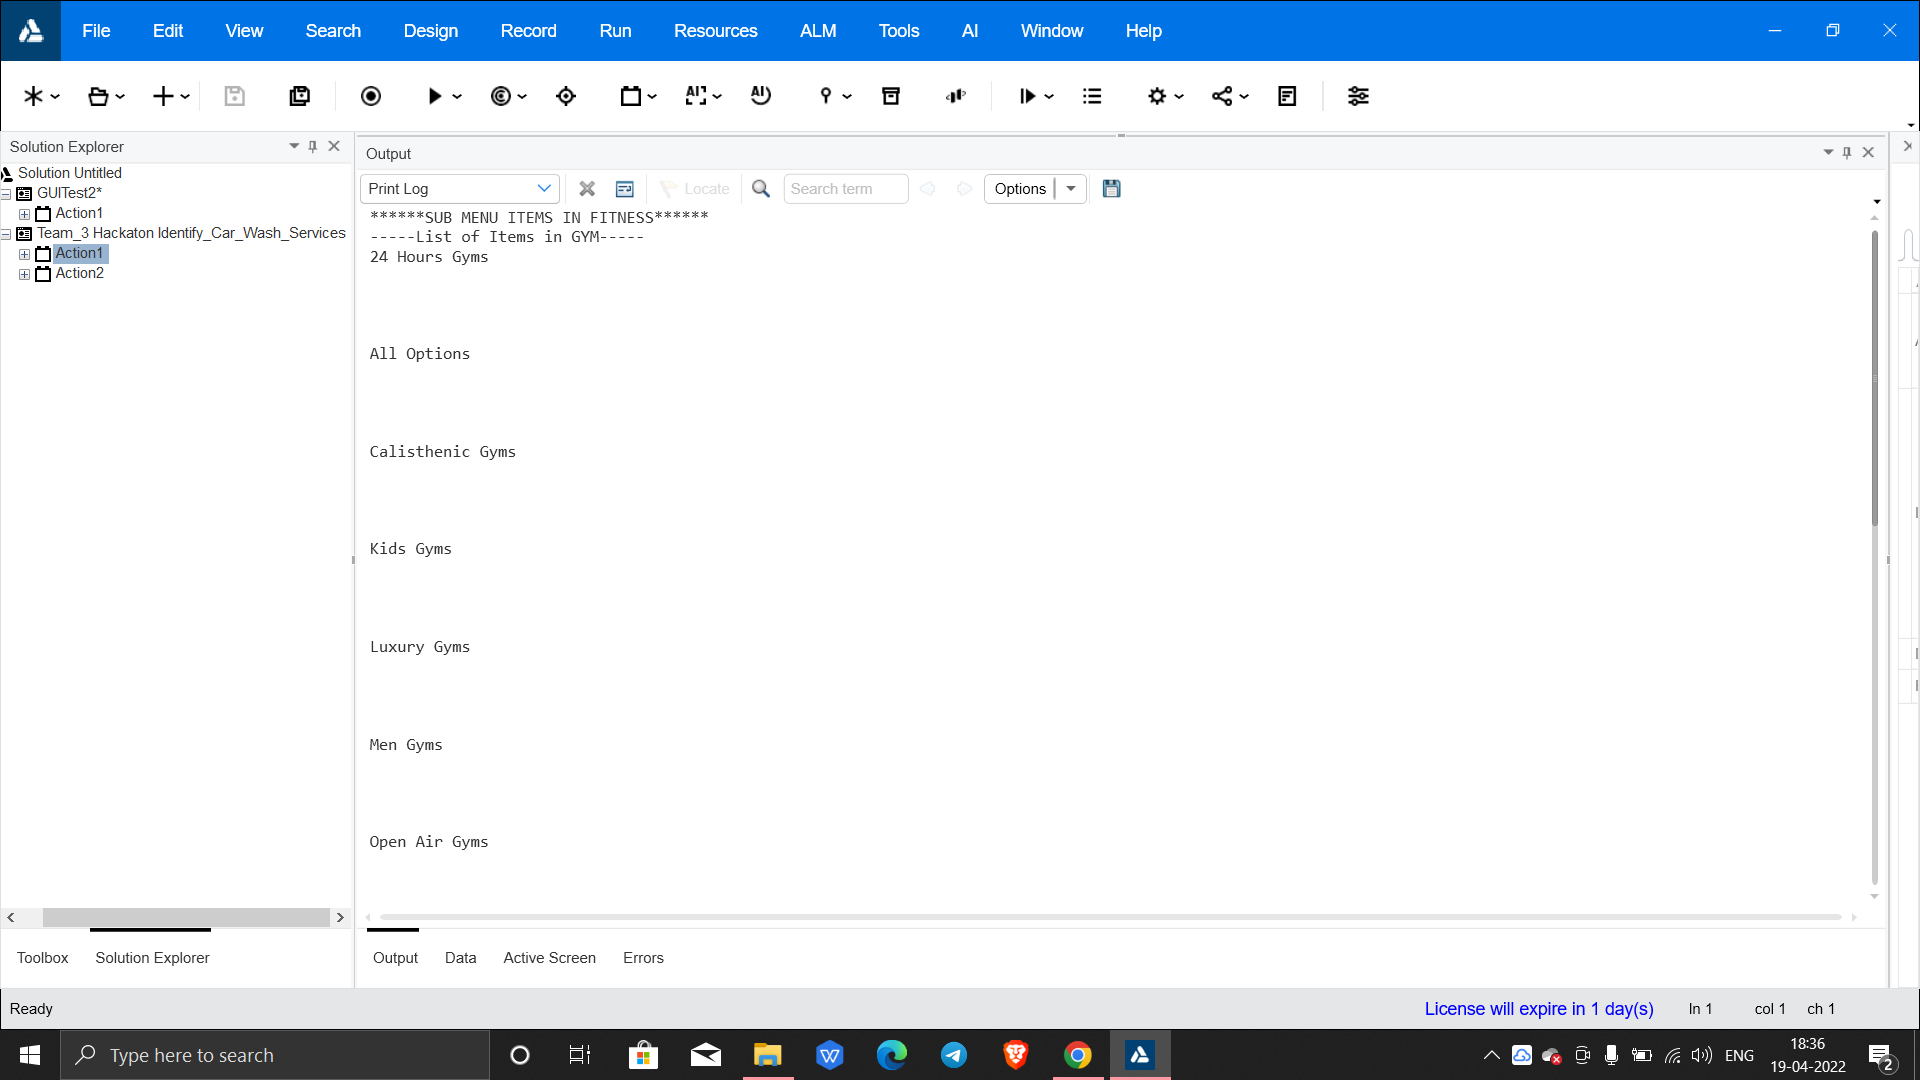 File Edit View Search Design Record Run Resources ALM Tools AI Window Help
Solution Explorer
Solution Untitled
GUITest2*
Action1
Team_3 Hackaton Identify_Car_Wash_Services
Action1
Action2
Toolbox Solution Explorer
Output
Print Log Locate Search term Options
******SUB MENU ITEMS IN FITNESS******
-----List of Items in GYM-----
24 Hours Gyms
All Options
Calisthenic Gyms
Kids Gyms
Luxury Gyms
Men Gyms
Open Air Gyms
Output Data Active Screen Errors
Ready License will expire in 1 day(s) ln 1 col 1 ch 1
Type here to search
ENG
18:36
19-04-2022
2